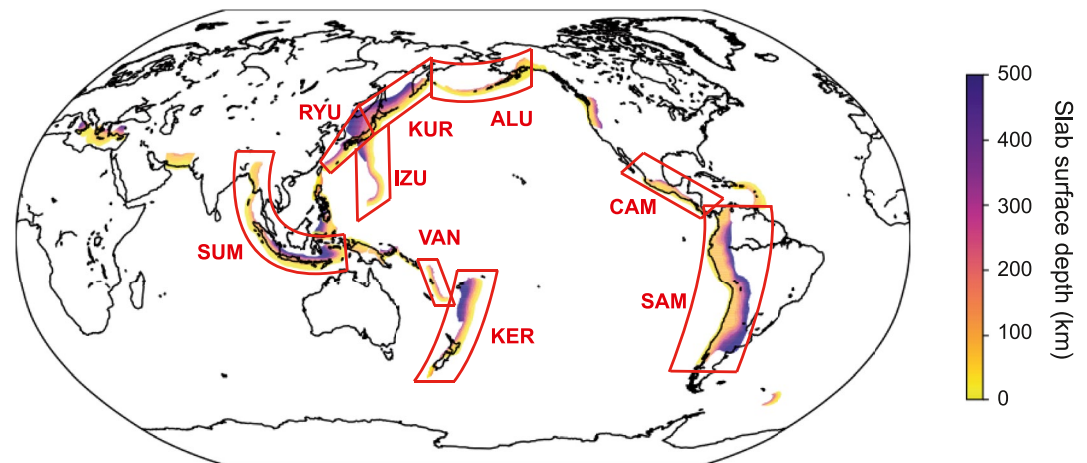 RYU
KUR
ALU
IZU
CAM
SUM
VAN
SAM
KER
500
400
300
200
100
0
Slab surface depth (km)